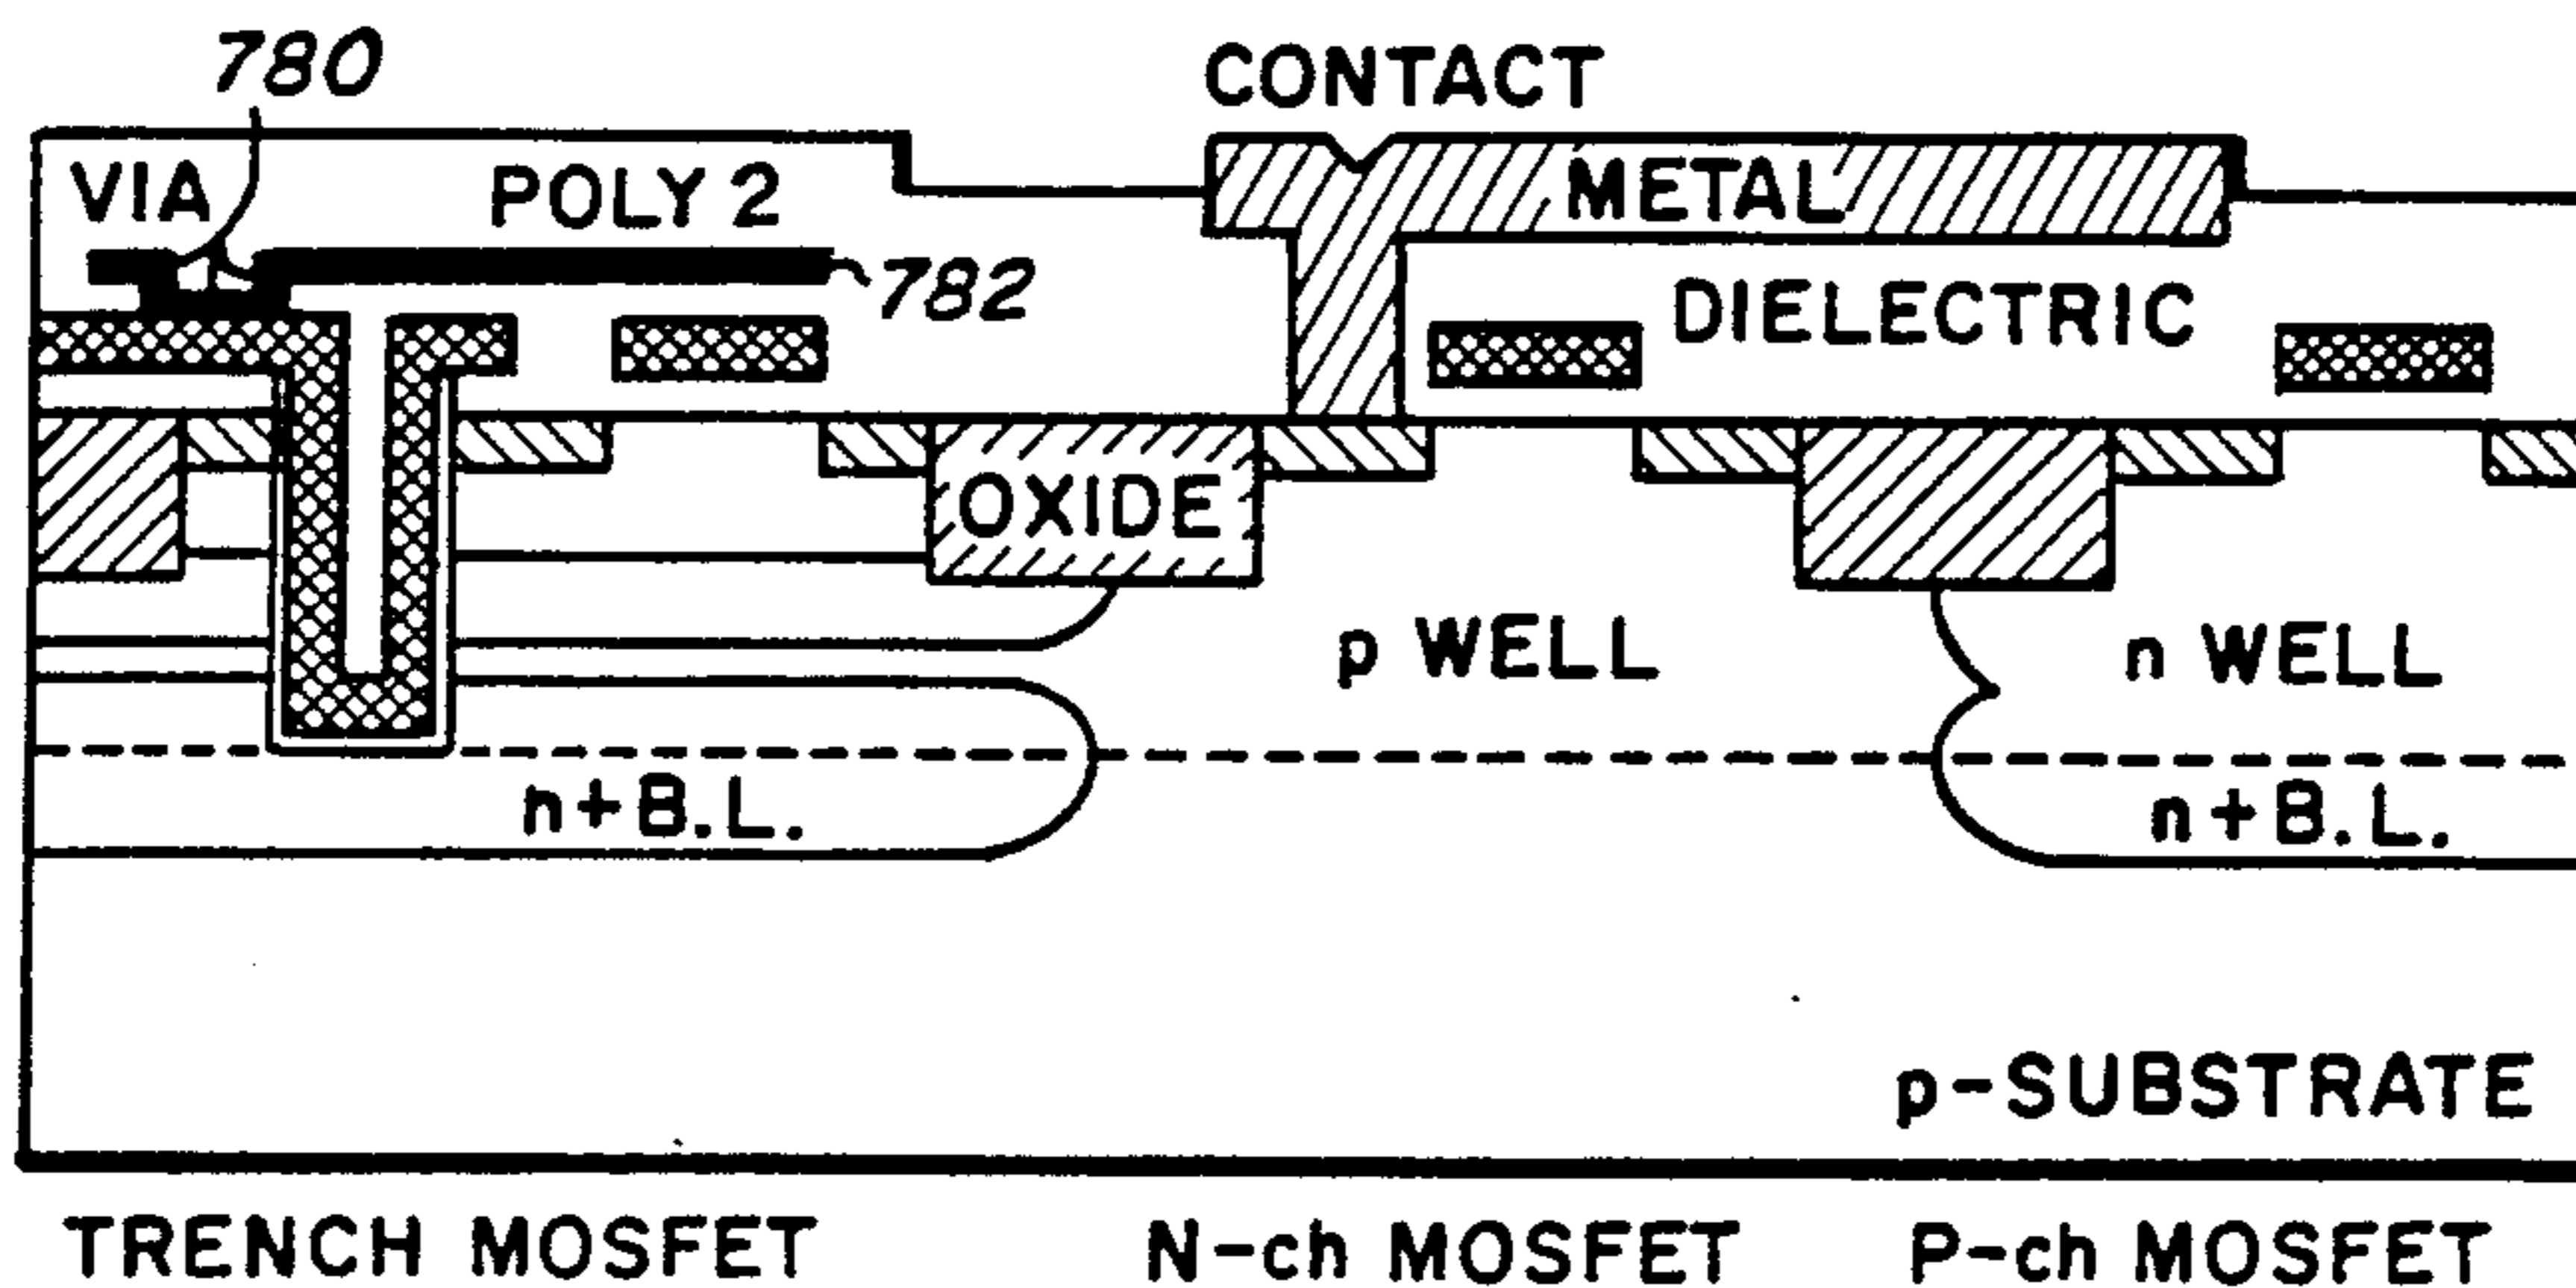 780
CONTACT
VIA
POLY 2
METAL
782
DIELECTRIC
OXIDE
p WELL
n WELL
n+B.L.
n+B.L.
p-SUBSTRATE
TRENCH MOSFET
N-ch MOSFET
P-ch MOSFET